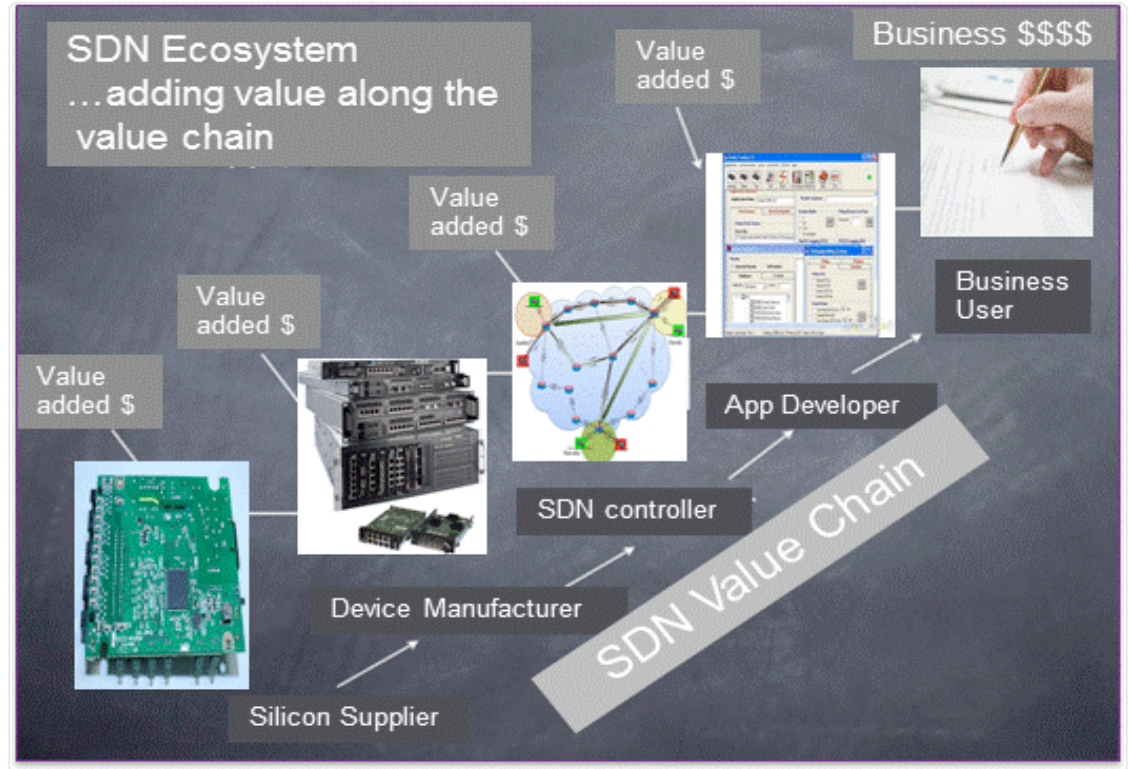 SDN Ecosystem
...adding value along the
value chain
Value
added $
Business $$$$
Value
added $
Value
added $
Value
added $
Business
User
App Developer
SDN controller
Device Manufacturer
Silicon Supplier
SDN Value Chain